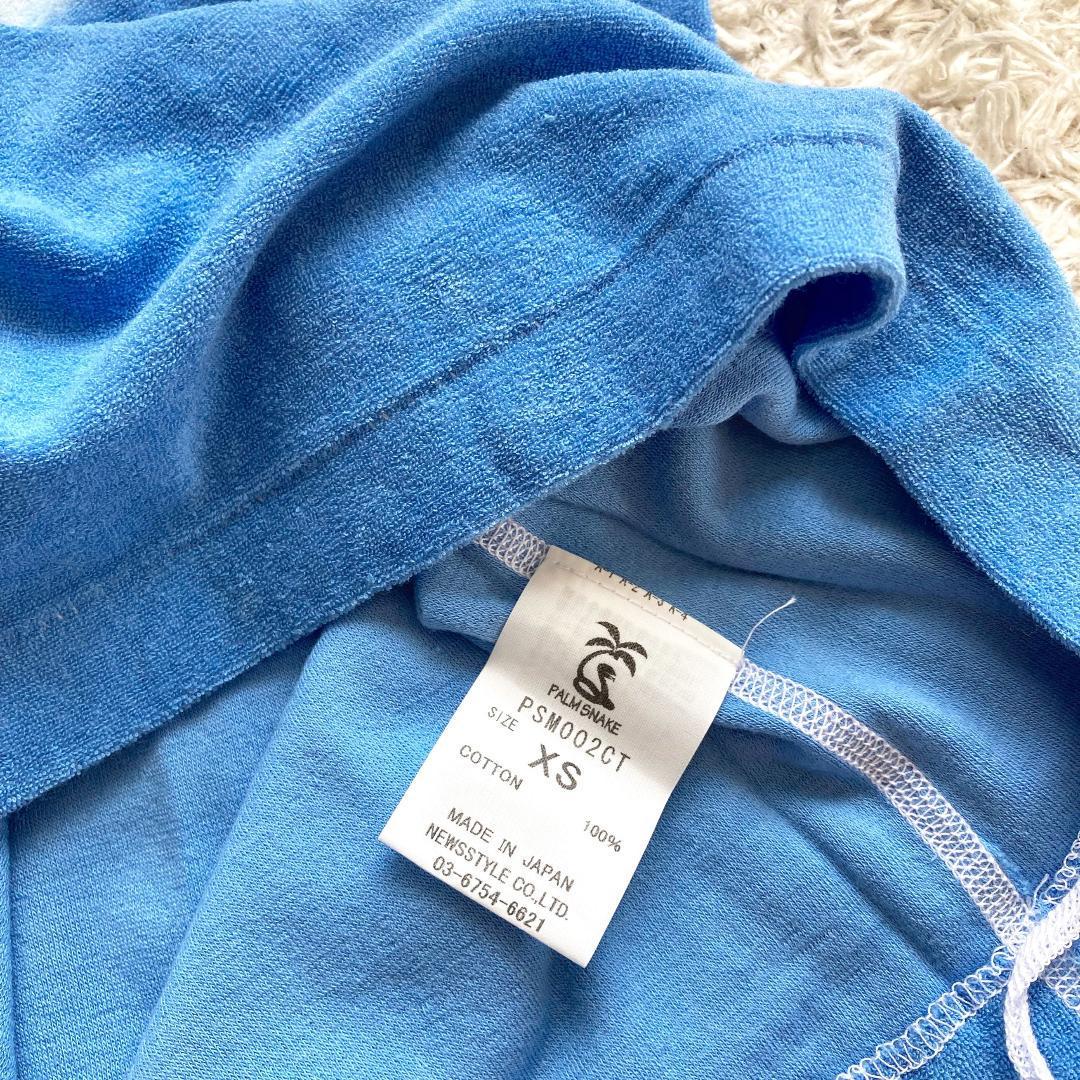 PALM SNAKE
PSM002CT
SIZE XS
COTTON 100%
MADE IN JAPAN
NEWSSTYLE CO.,LTD.
03-6754-6621